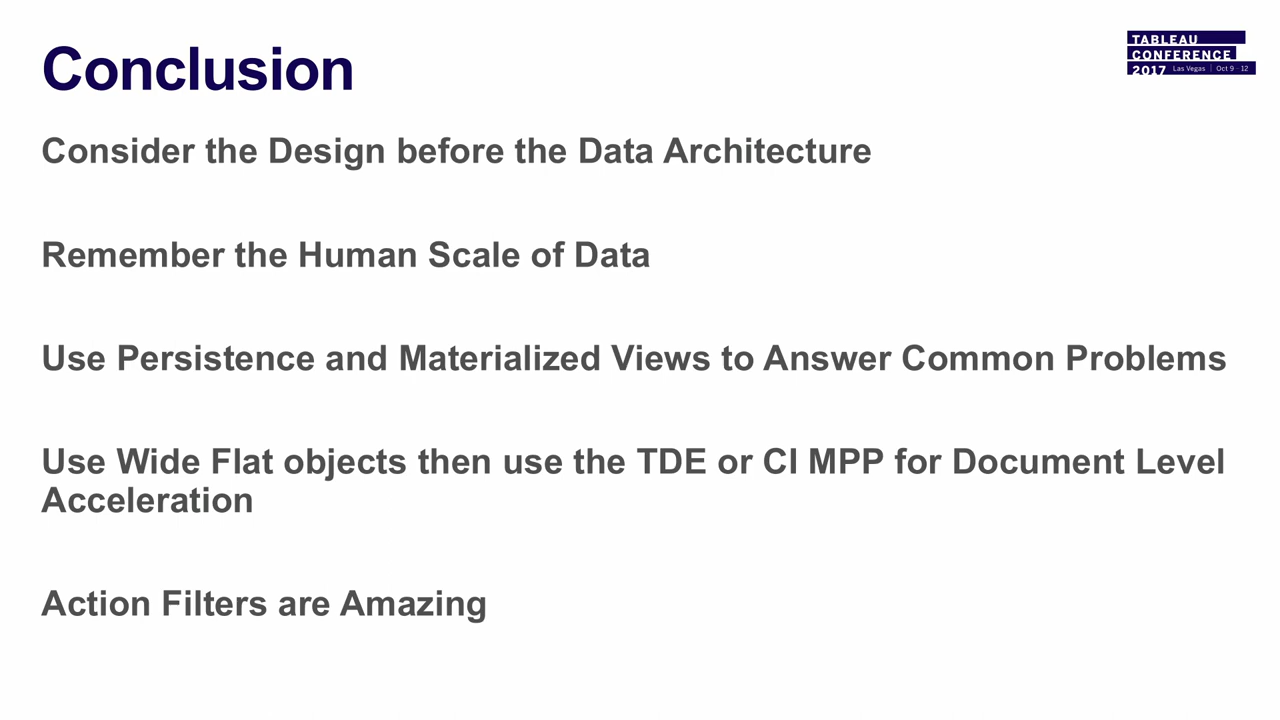 Conclusion
TABLEAU
CONFERENCE
2017 Las Vegas | Oct 9 - 12
Consider the Design before the Data Architecture
Remember the Human Scale of Data
Use Persistence and Materialized Views to Answer Common Problems
Use Wide Flat objects then use the TDE or CI MPP for Document Level
Acceleration
Action Filters are Amazing